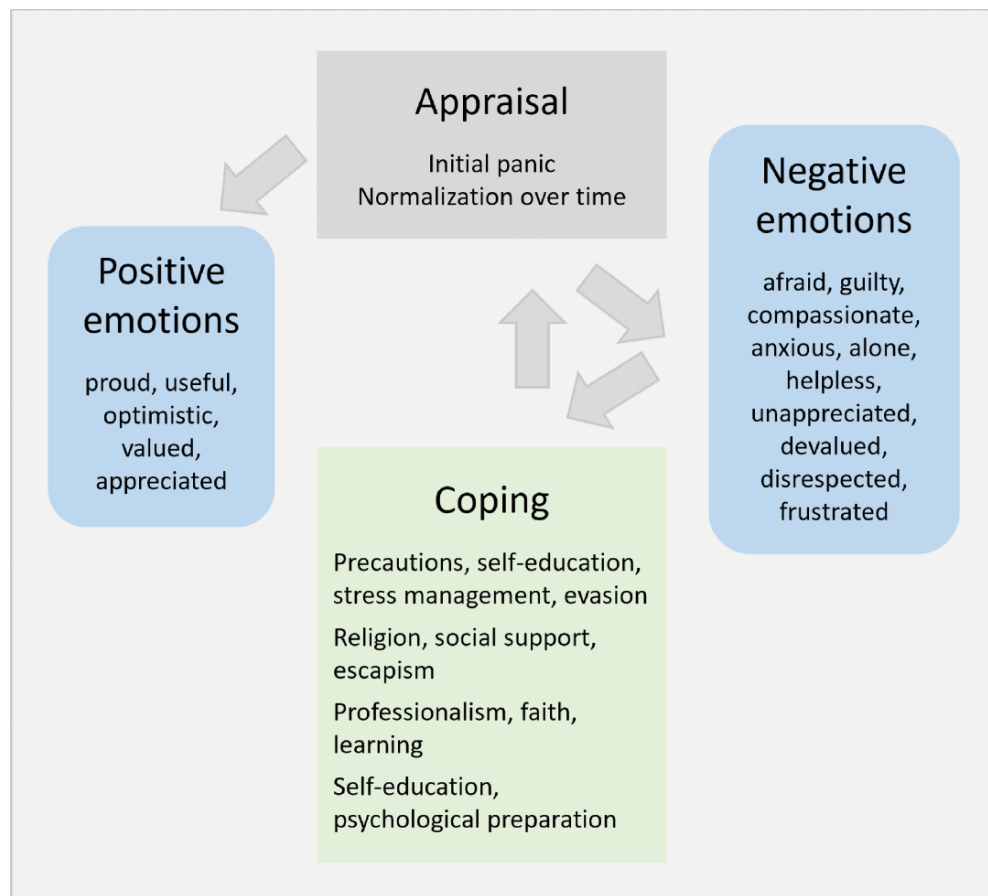 Appraisal
Initial panic
Normalization over time
Positive
emotions
proud, useful,
optimistic,
valued,
appreciated
Negative
emotions
afraid, guilty,
compassionate,
anxious, alone,
helpless,
unappreciated,
devalued,
disrespected,
frustrated
Coping
Precautions, self-education,
stress management, evasion
Religion, social support,
escapism
Professionalism, faith,
learning
Self-education,
psychological preparation